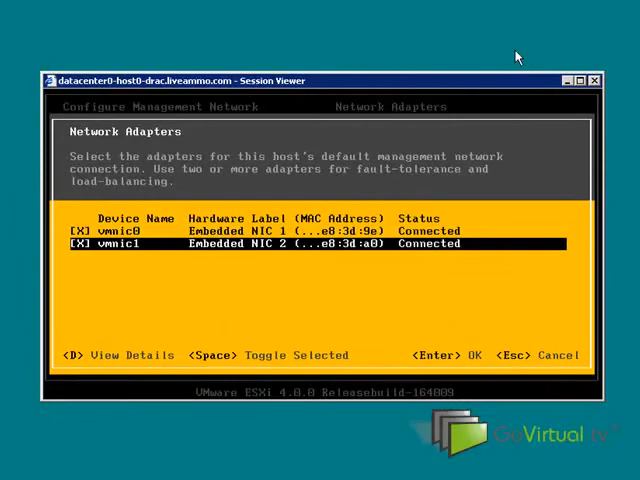 datacenter0-host0-drac.liveammo.com - Session Viewer
Configure Management Network Network Adapters
Network Adapters
Select the adapters for this host's default management network
connection. Use two or more adapters for fault-tolerance and
load-balancing.
Device Name Hardware Label (MAC Address) Status
[X] vmnic0 Embedded NIC 1 (...e8:3d:9e) Connected
[X] vmnic1 Embedded NIC 2 (...e8:3d:a0) Connected
<D> View Details <Space> Toggle Selected <Enter> OK <Esc> Cancel
VMware ESXi 4.0.0 Releasebuild-164009
GoVirtual.tv